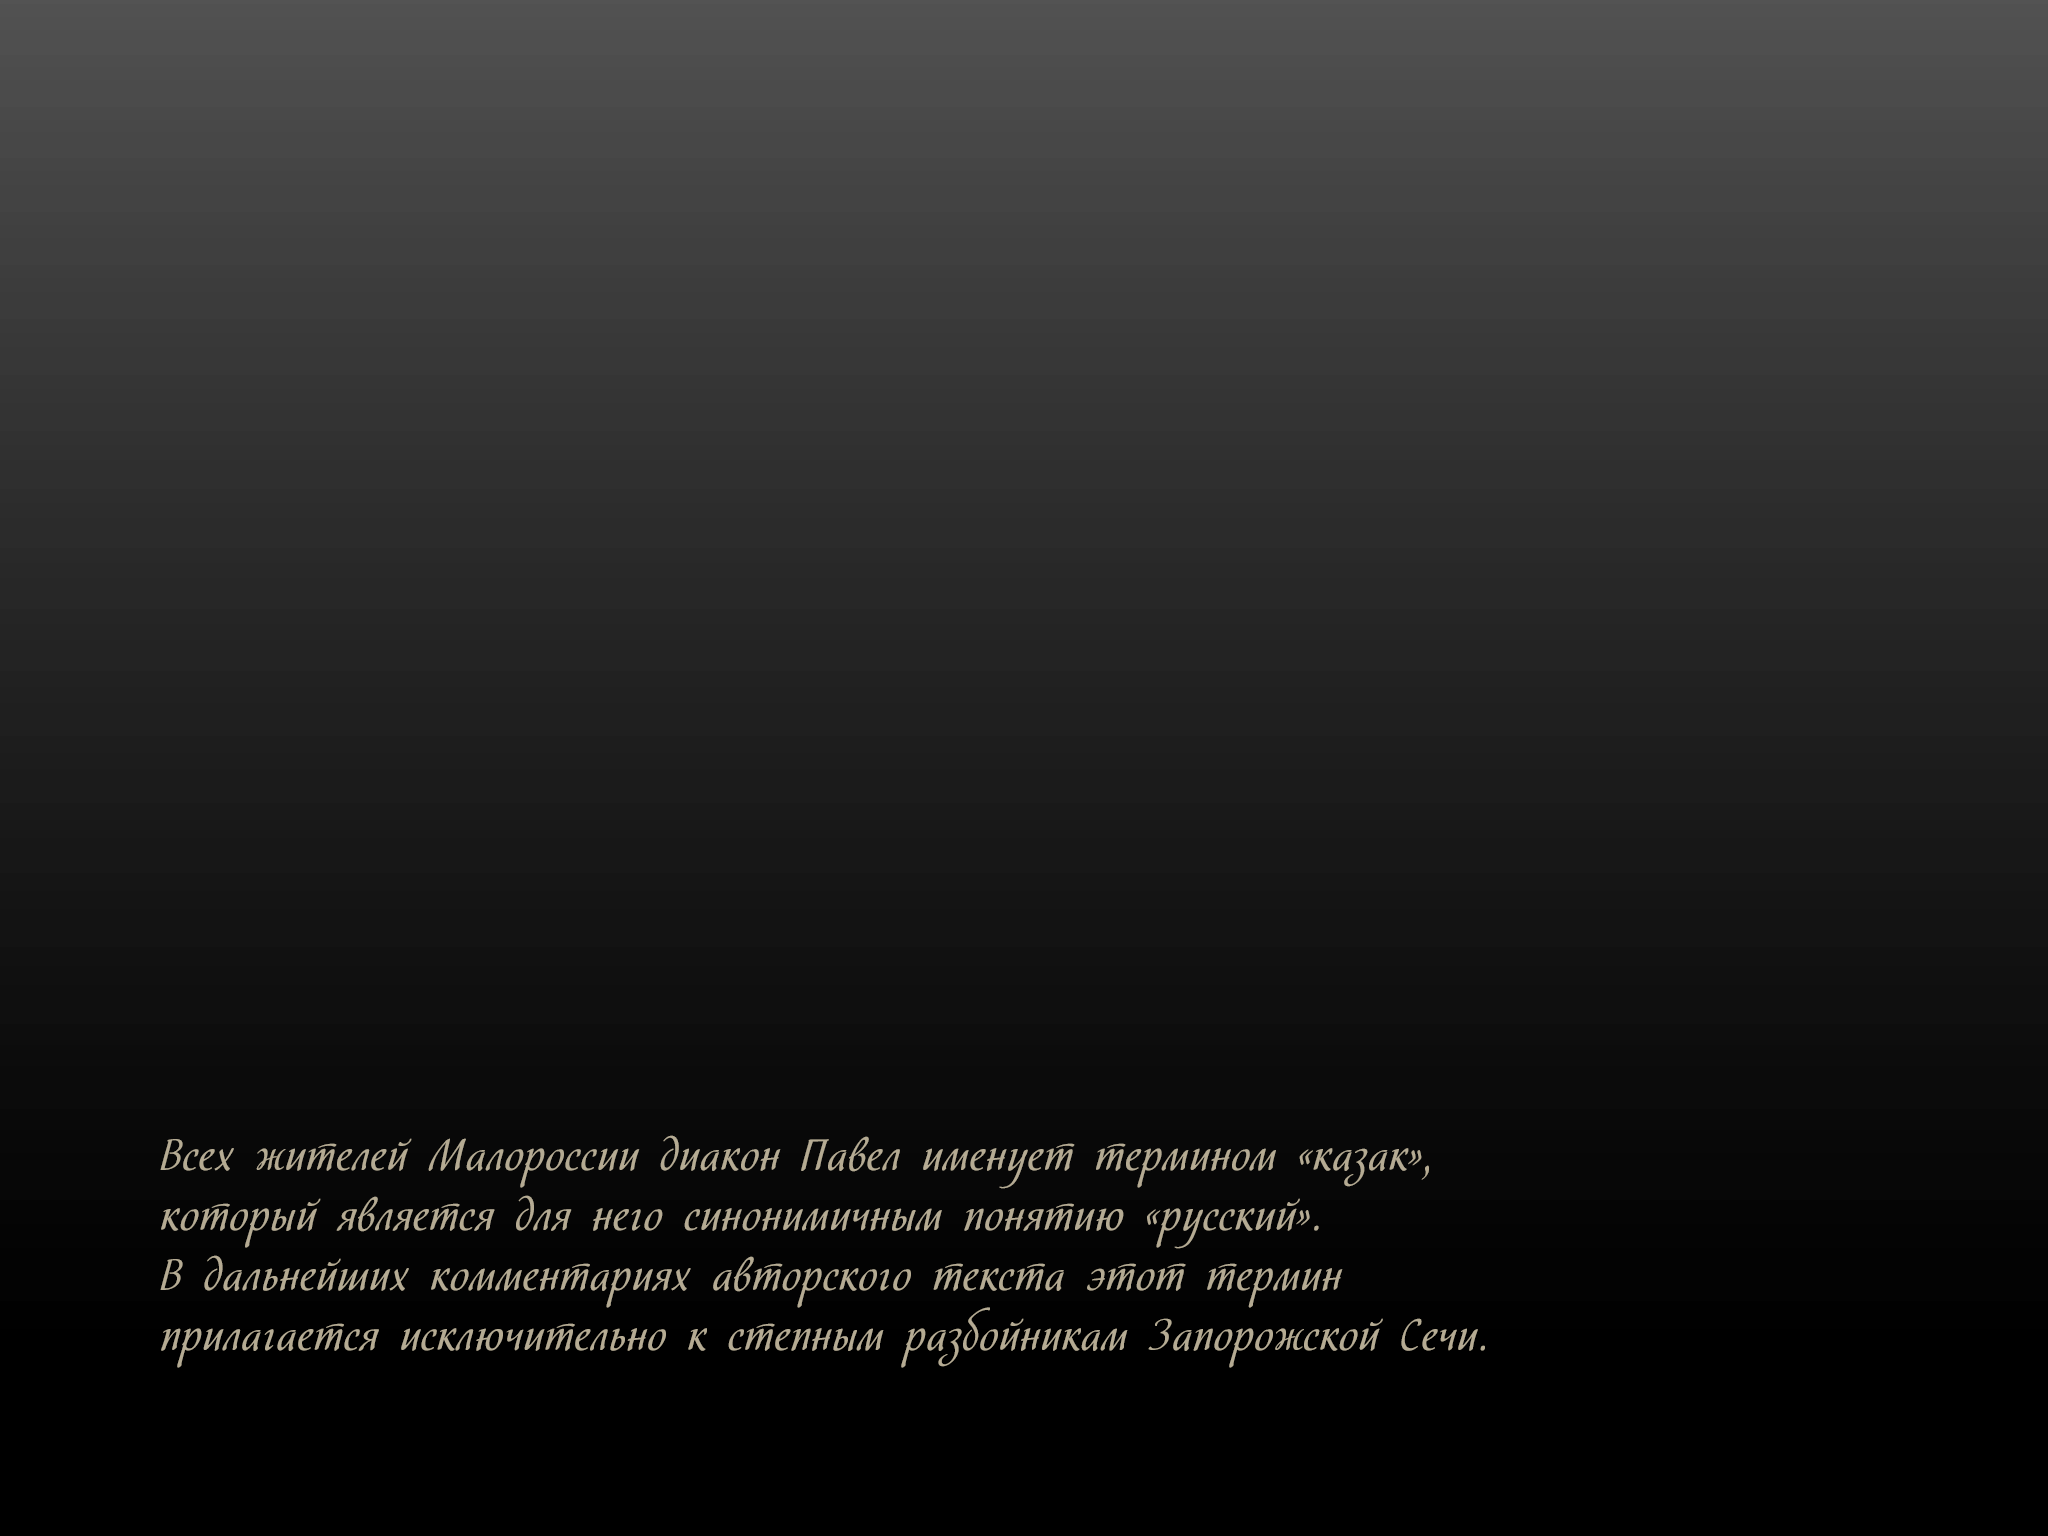 Всех жителей Малороссии диакон Павел именует термином «казак»,
который является для него синонимичным понятию «русский».
В дальнейших комментариях авторского текста этот термин
прилагается исключительно к степным разбойникам Запорожской Сечи.